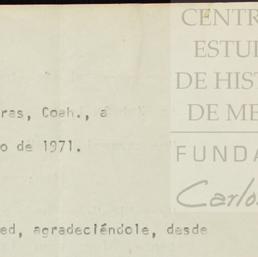 CENTR
ESTU
DE HIST
DE ME
FUNDA
Carlo
ras, Coah., a
o de 1971.
ed, agradeciéndole, desde